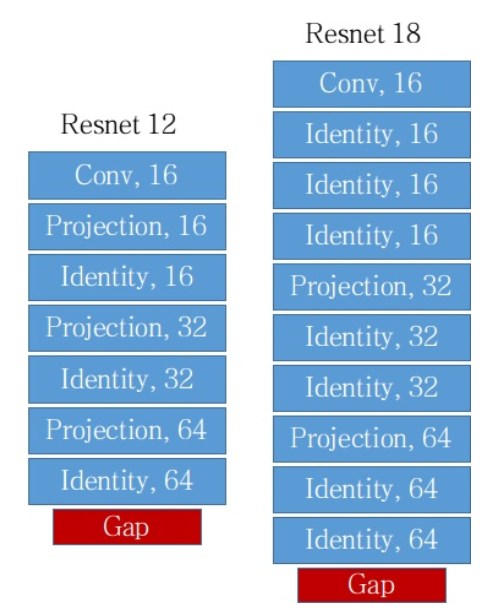 Resnet 12
Conv, 16
Projection, 16
Identity, 16
Projection, 32
Identity, 32
Projection, 64
Identity, 64
Gap
Resnet 18
Conv, 16
Identity, 16
Identity, 16
Identity, 16
Projection, 32
Identity, 32
Identity, 32
Projection, 64
Identity, 64
Identity, 64
Gap